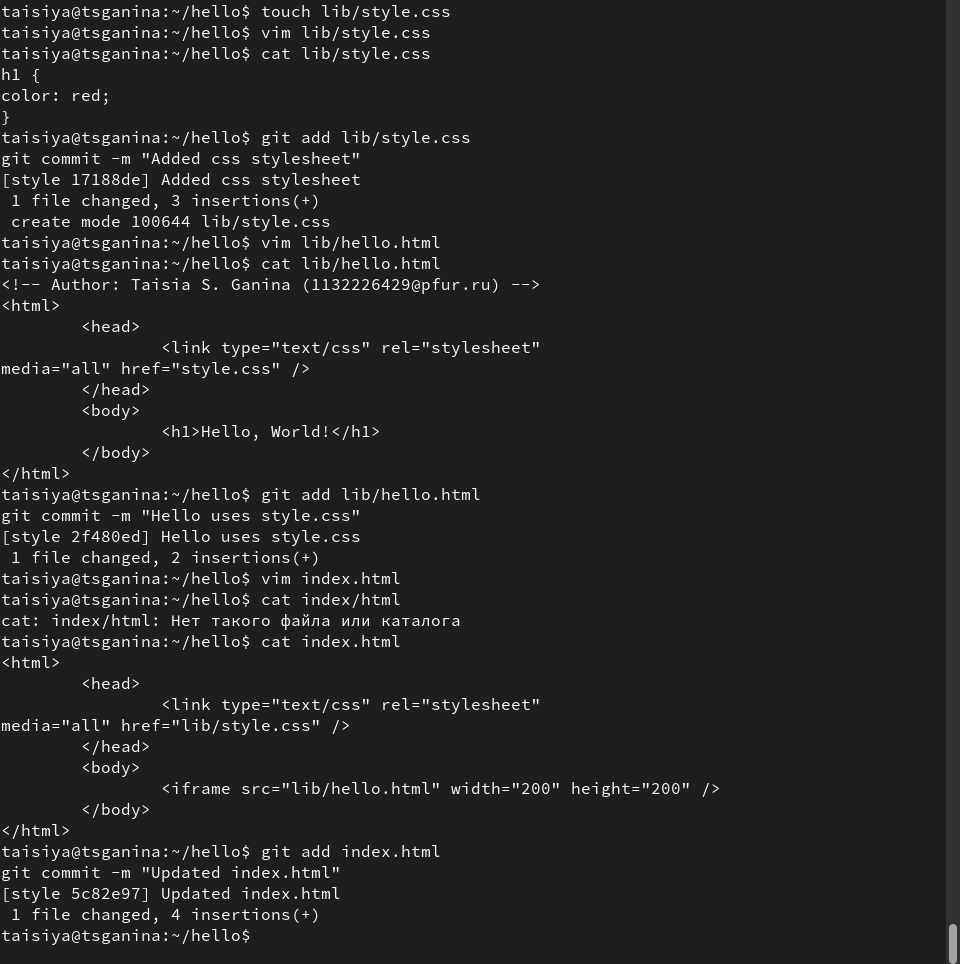 taisiya@tsganina:~/hello$ touch lib/style.css
taisiya@tsganina:~/hello$ vim lib/style.css
taisiya@tsganina:~/hello$ cat lib/style.css
h1 {
color: red;
}
taisiya@tsganina:~/hello$ git add lib/style.css
git commit -m "Added css stylesheet"
[style 17188de] Added css stylesheet
 1 file changed, 3 insertions(+)
 create mode 100644 lib/style.css
taisiya@tsganina:~/hello$ vim lib/hello.html
taisiya@tsganina:~/hello$ cat lib/hello.html
<!-- Author: Taisia S. Ganina (1132226429@pfur.ru) -->
<html>
        <head>
                <link type="text/css" rel="stylesheet"
media="all" href="style.css" />
        </head>
        <body>
                <h1>Hello, World!</h1>
        </body>
</html>
taisiya@tsganina:~/hello$ git add lib/hello.html
git commit -m "Hello uses style.css"
[style 2f480ed] Hello uses style.css
 1 file changed, 2 insertions(+)
taisiya@tsganina:~/hello$ vim index.html
taisiya@tsganina:~/hello$ cat index/html
cat: index/html: Нет такого файла или каталога
taisiya@tsganina:~/hello$ cat index.html
<html>
        <head>
                <link type="text/css" rel="stylesheet"
media="all" href="lib/style.css" />
        </head>
        <body>
                <iframe src="lib/hello.html" width="200" height="200" />
        </body>
</html>
taisiya@tsganina:~/hello$ git add index.html
git commit -m "Updated index.html"
[style 5c82e97] Updated index.html
 1 file changed, 4 insertions(+)
taisiya@tsganina:~/hello$